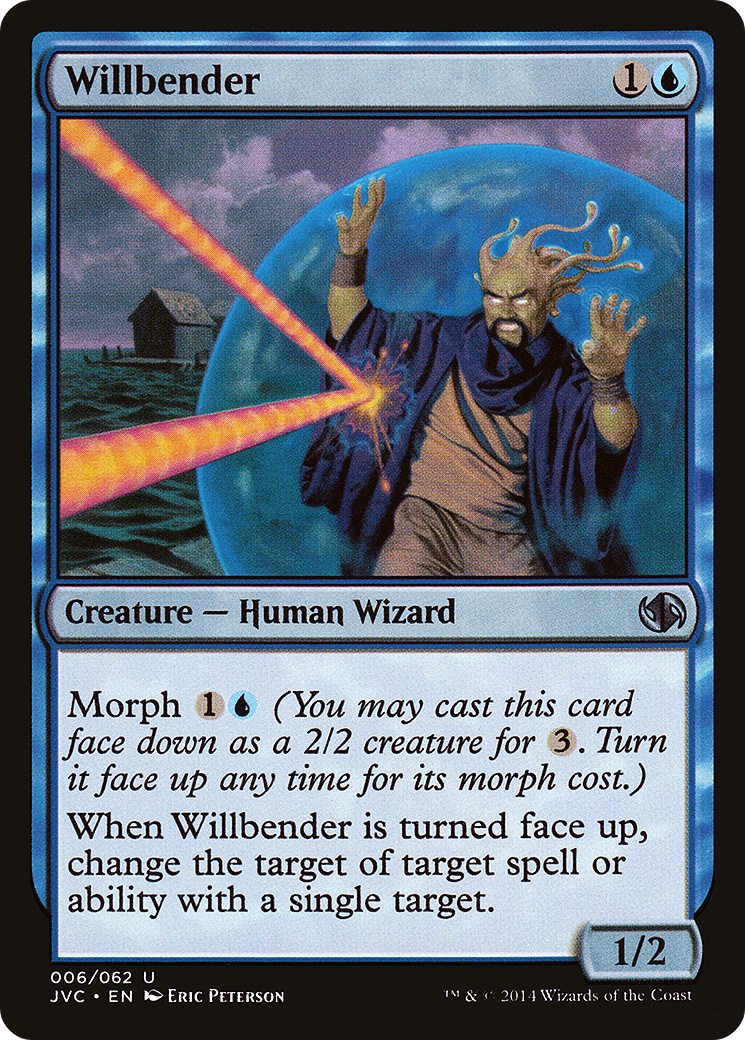 Willbender 1
Creature — Human Wizard
Morph 1 (You may cast this card
face down as a 2/2 creature for 3. Turn
it face up any time for its morph cost.)
When Willbender is turned face up,
change the target of target spell or
ability with a single target.
1/2
006/062 U
JVC • EN Eric Peterson
™ & © 2014 Wizards of the Coast